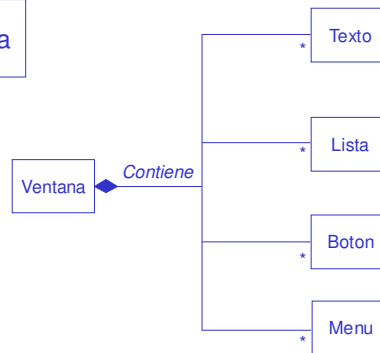 a
Texto
*
Contiene
Lista
*
Ventana
Boton
*
Menu
*